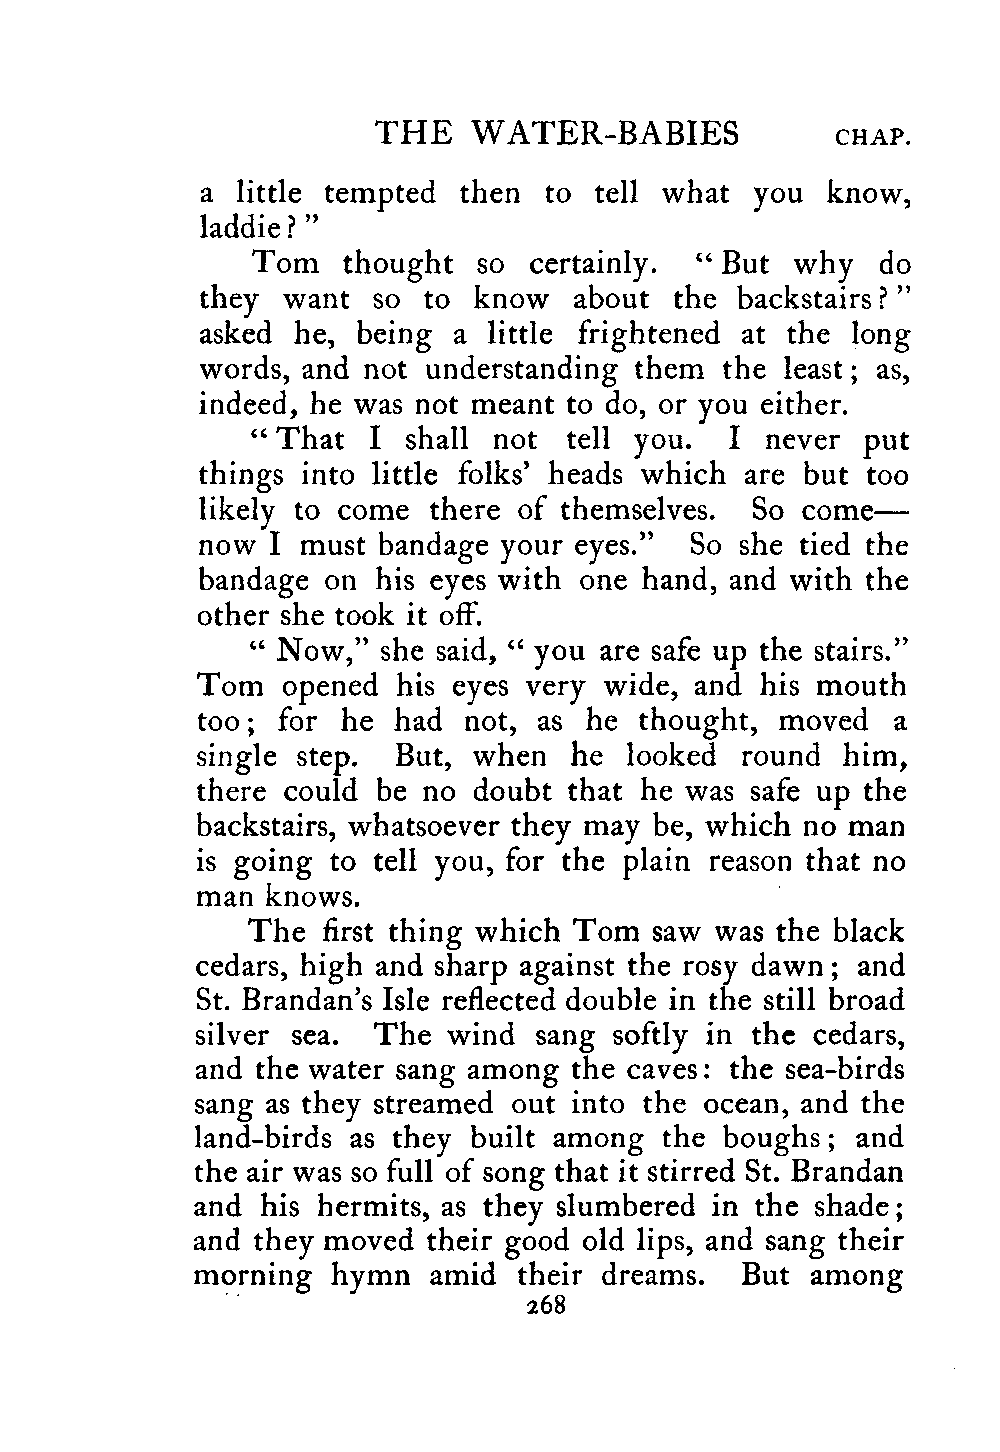 THE WATER-BABIES CHAP.
a little tempted then to tell what you know,
laddie?"
Tom thought so certainly. "But why do
they want so to know about the backstairs?"
asked he, being a little frightened at the long
words, and not understanding them the least; as,
indeed, he was not meant to do, or you either.
"That I shall not tell you. I never put
things into little folks' heads which are but too
likely to come there of themselves. So come—
now I must bandage your eyes." So she tied the
bandage on his eyes with one hand, and with the
other she took it off.
"Now," she said, "you are safe up the stairs."
Tom opened his eyes very wide, and his mouth
too; for he had not, as he thought, moved a
single step. But, when he looked round him,
there could be no doubt that he was safe up the
backstairs, whatsoever they may be, which no man
is going to tell you, for the plain reason that no
man knows.
The first thing which Tom saw was the black
cedars, high and sharp against the rosy dawn; and
St. Brandan's Isle reflected double in the still broad
silver sea. The wind sang softly in the cedars,
and the water sang among the caves: the sea-birds
sang as they streamed out into the ocean, and the
land-birds as they built among the boughs; and
the air was so full of song that it stirred St. Brandan
and his hermits, as they slumbered in the shade;
and they moved their good old lips, and sang their
morning hymn amid their dreams. But among
268